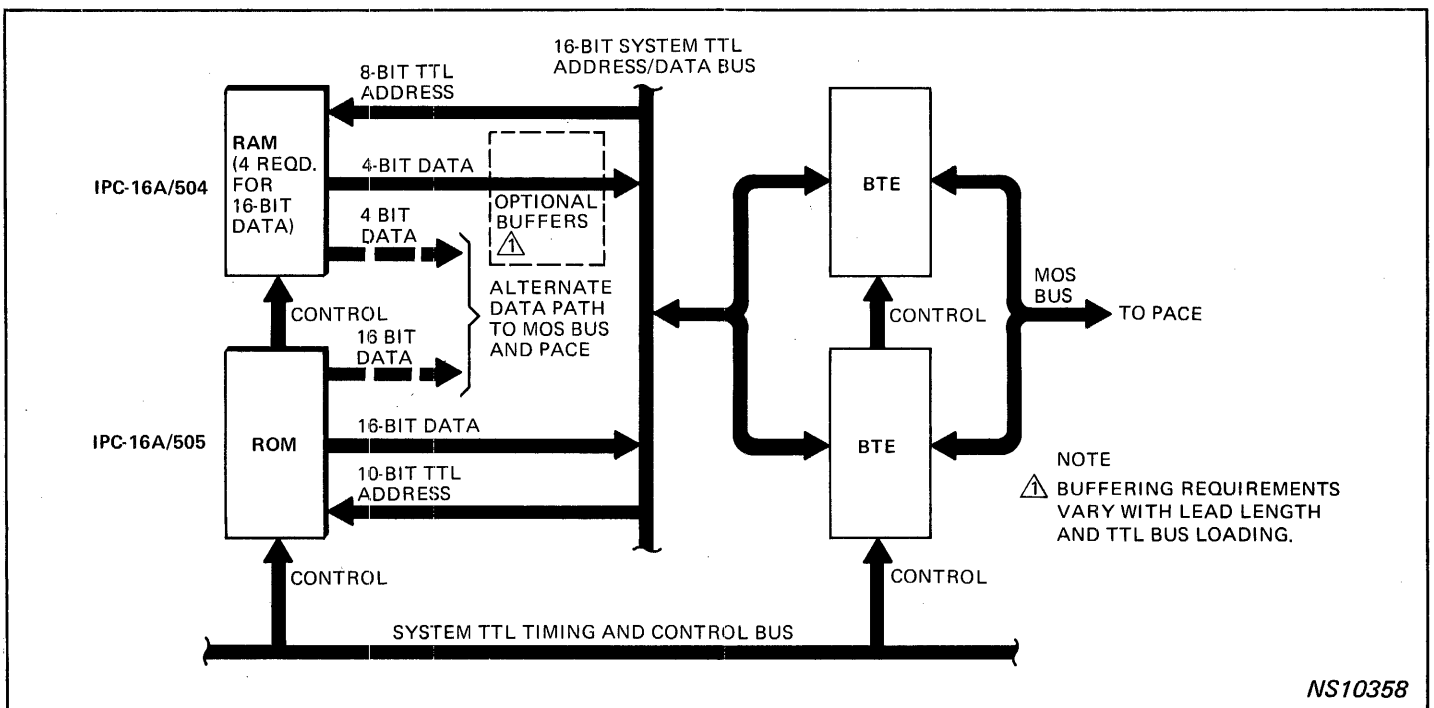 16-BIT SYSTEM TTL
ADDRESS/DATA BUS
8-BIT TTL
ADDRESS
RAM
(4 REQD.
FOR
16-BIT
DATA)
IPC-16A/504
4-BIT DATA
OPTIONAL
BUFFERS
1
4 BIT
DATA
ALTERNATE
DATA PATH
TO MOS BUS
AND PACE
CONTROL
16 BIT
DATA
IPC-16A/505
ROM
16-BIT DATA
10-BIT TTL
ADDRESS
CONTROL
BTE
MOS
BUS
TO PACE
CONTROL
BTE
NOTE
1 BUFFERING REQUIREMENTS
VARY WITH LEAD LENGTH
AND TTL BUS LOADING.
CONTROL
SYSTEM TTL TIMING AND CONTROL BUS
NS10358